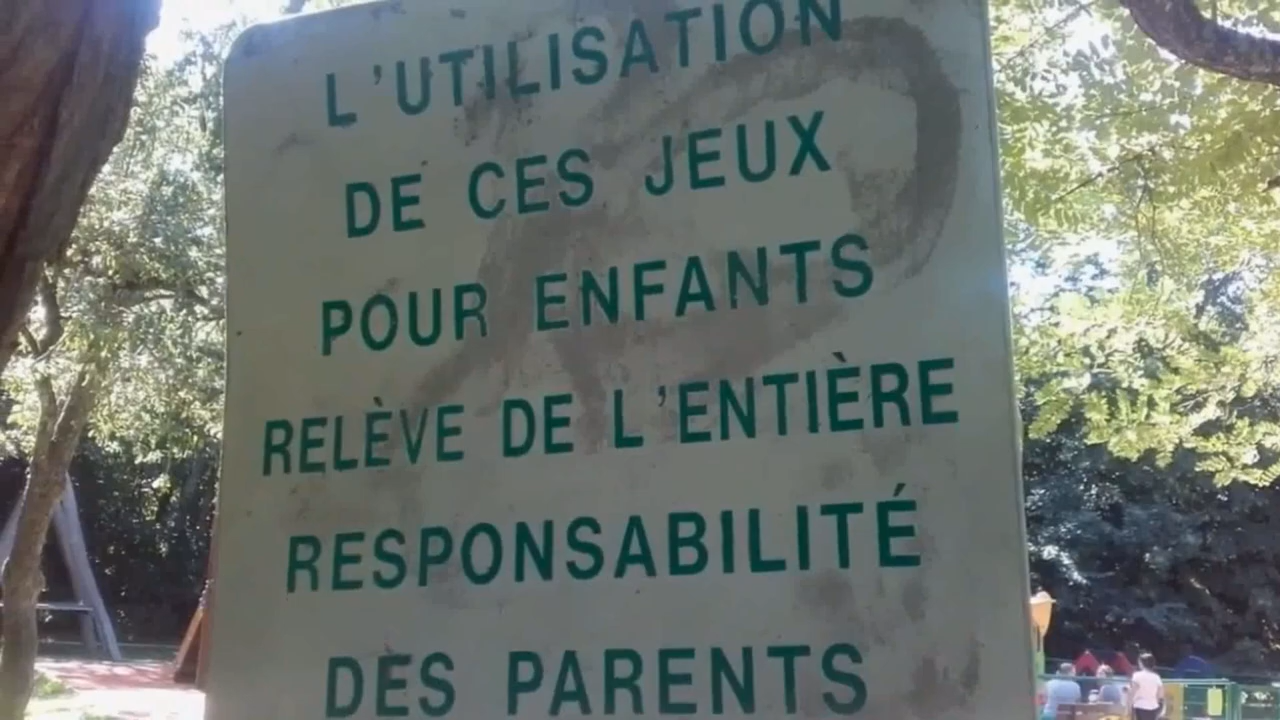 L'UTILISATION
DE CES JEUX
POUR ENFANTS
RELÈVE DE L'ENTIÈRE
RESPONSABILITÉ
DES PARENTS